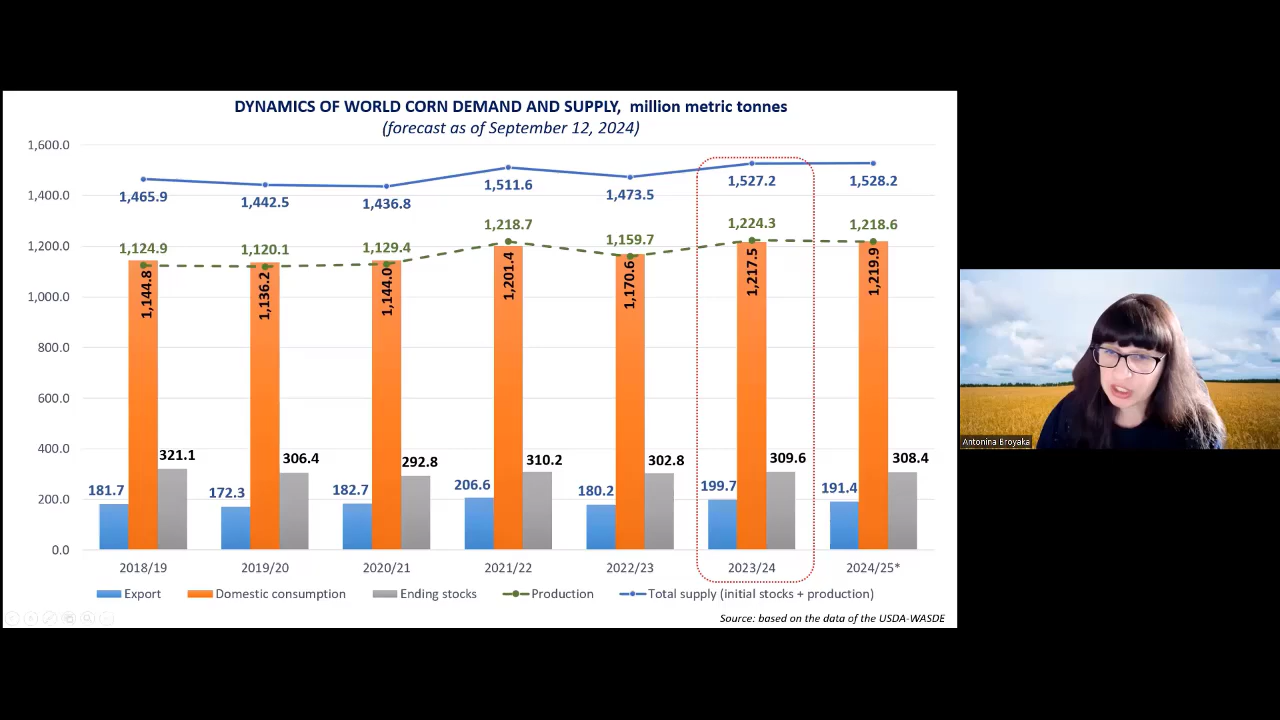 DYNAMICS OF WORLD CORN DEMAND AND SUPPLY, million metric tonnes
(forecast as of September 12, 2024)
1,600.0
1,400.0
1,200.0
1,000.0
800.0
600.0
400.0
200.0
0.0
1,465.9 1,442.5 1,436.8 1,511.6 1,473.5 1,527.2 1,528.2
1,124.9 1,120.1 1,129.4 1,218.7 1,159.7 1,224.3 1,218.6
1,144.8 1,136.2 1,144.0 1,201.4 1,170.6 1,217.5 1,219.9
321.1 306.4 292.8 310.2 302.8 309.6 308.4
181.7 172.3 182.7 206.6 180.2 199.7 191.4
2018/19 2019/20 2020/21 2021/22 2022/23 2023/24 2024/25*
Export Domestic consumption Ending stocks Production Total supply (initial stocks + production)
Source: based on the data of the USDA-WASDE
Antonina Broyaka